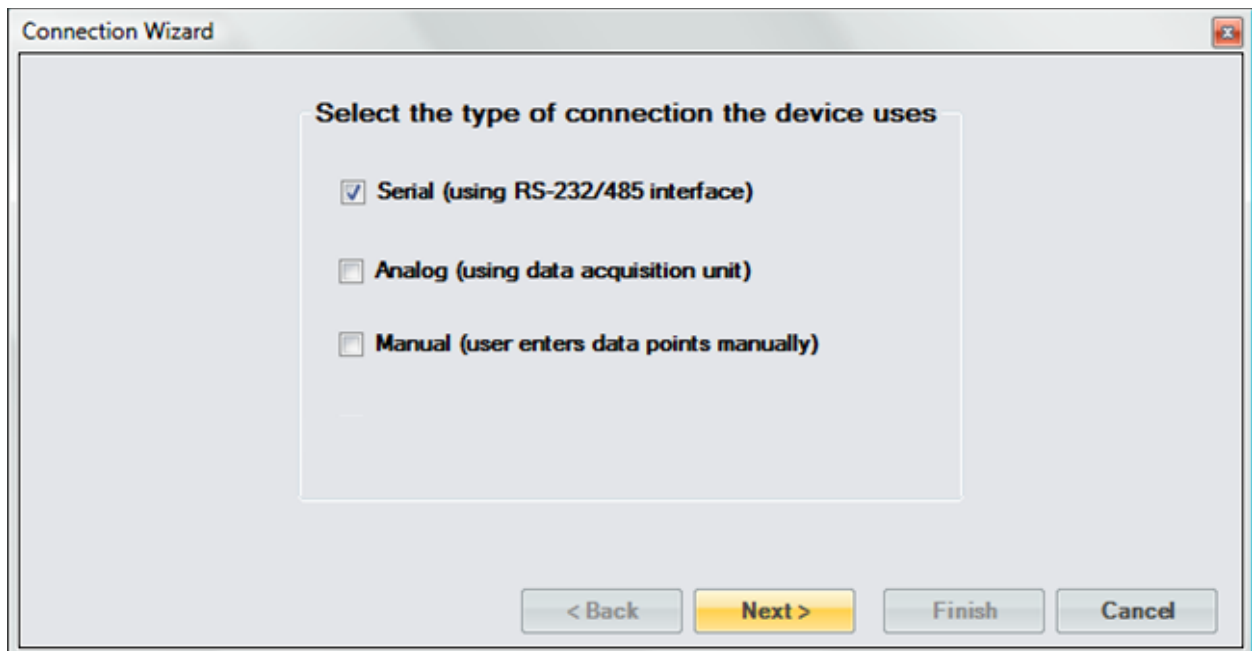 Connection Wizard
Select the type of connection the device uses
Serial (using RS-232/485 interface)
Analog (using data acquisition unit)
Manual (user enters data points manually)
< Back
Next >
Finish
Cancel